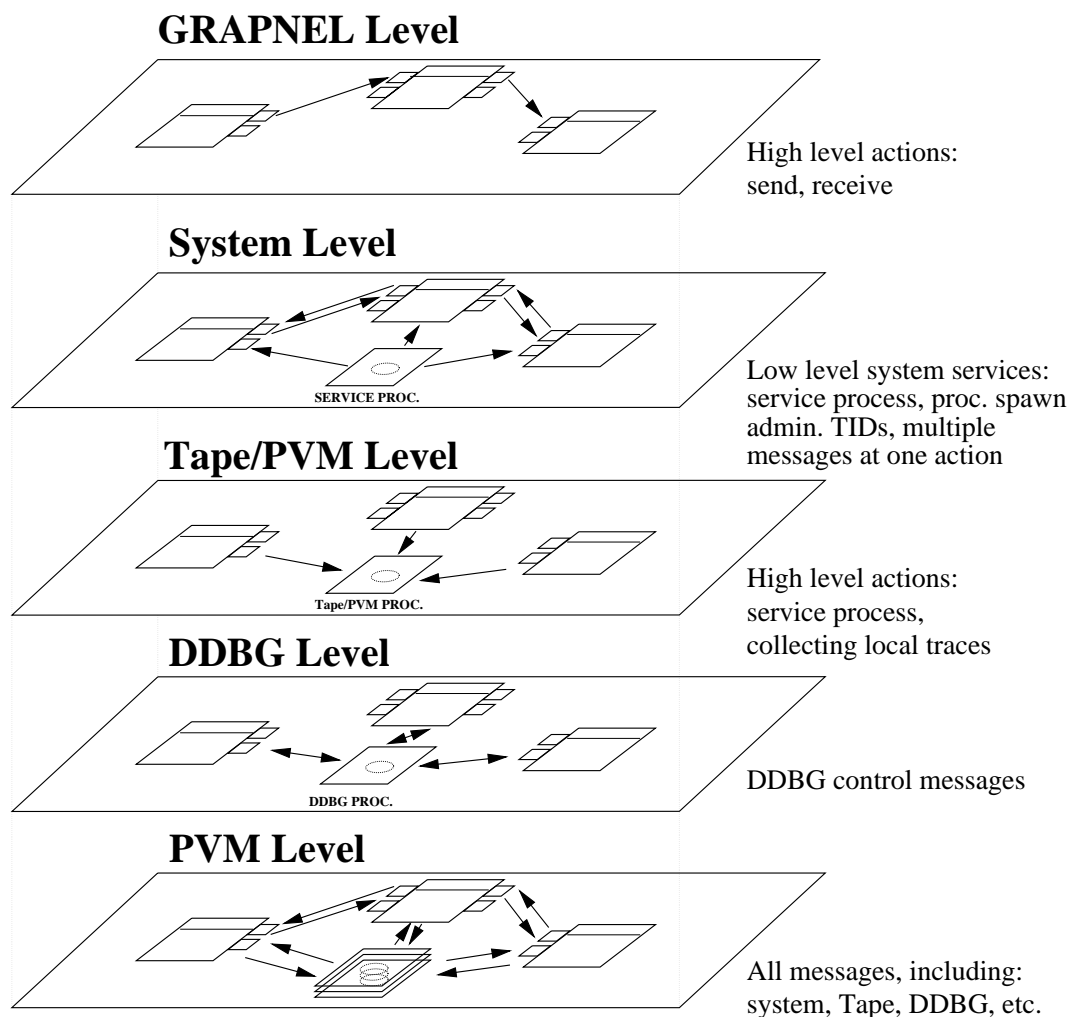 GRAPNEL Level
High level actions:
send, receive
System Level
SERVICE PROC.
Low level system services:
service process, proc. spawn
admin. TIDs, multiple
messages at one action
Tape/PVM Level
Tape/PVM PROC.
High level actions:
service process,
collecting local traces
DDBG Level
DDBG PROC.
DDBG control messages
PVM Level
All messages, including:
system, Tape, DDBG, etc.